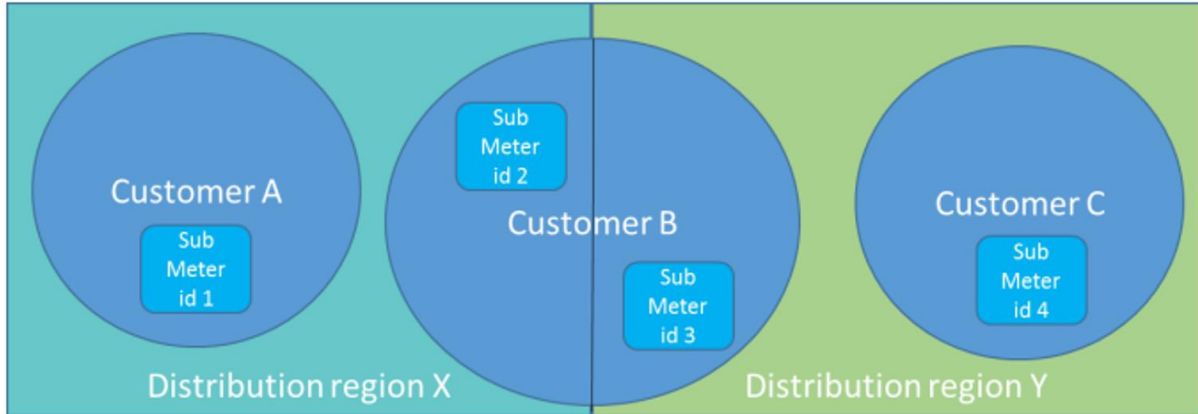 Customer A
Sub
Meter
id 1
Sub
Meter
id 2
Customer B
Sub
Meter
id 3
Customer C
Sub
Meter
id 4
Distribution region X
Distribution region Y